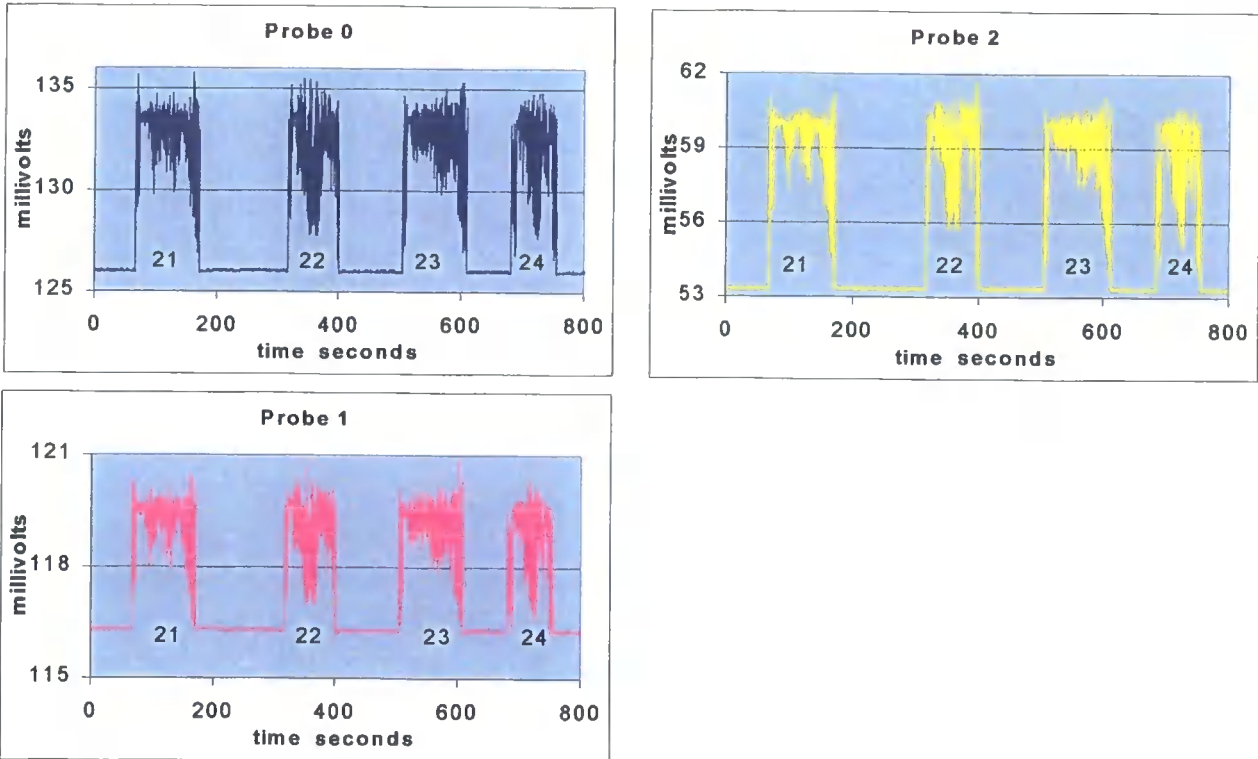 Probe 0
millivolts
135
130
125
21 22 23 24
0 200 400 600 800
time seconds
Probe 2
millivolts
62
59
56
53
21 22 23 24
0 200 400 600 800
time seconds
Probe 1
millivolts
121
118
115
21 22 23 24
0 200 400 600 800
time seconds